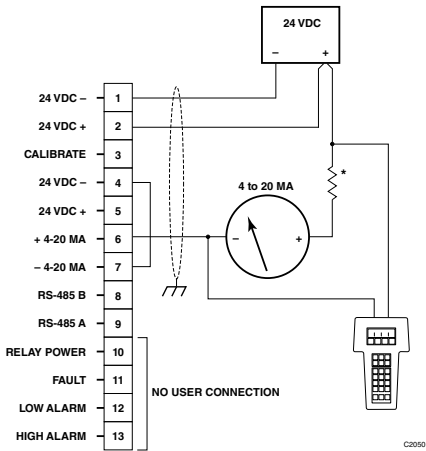 24 VDC
– +
24 VDC – 1
24 VDC + 2
CALIBRATE 3
24 VDC – 4
24 VDC + 5
+ 4-20 MA 6
– 4-20 MA 7
RS-485 B 8
RS-485 A 9
RELAY POWER 10
FAULT 11
LOW ALARM 12
HIGH ALARM 13
4 to 20 MA
*
– +
NO USER CONNECTION
C2050